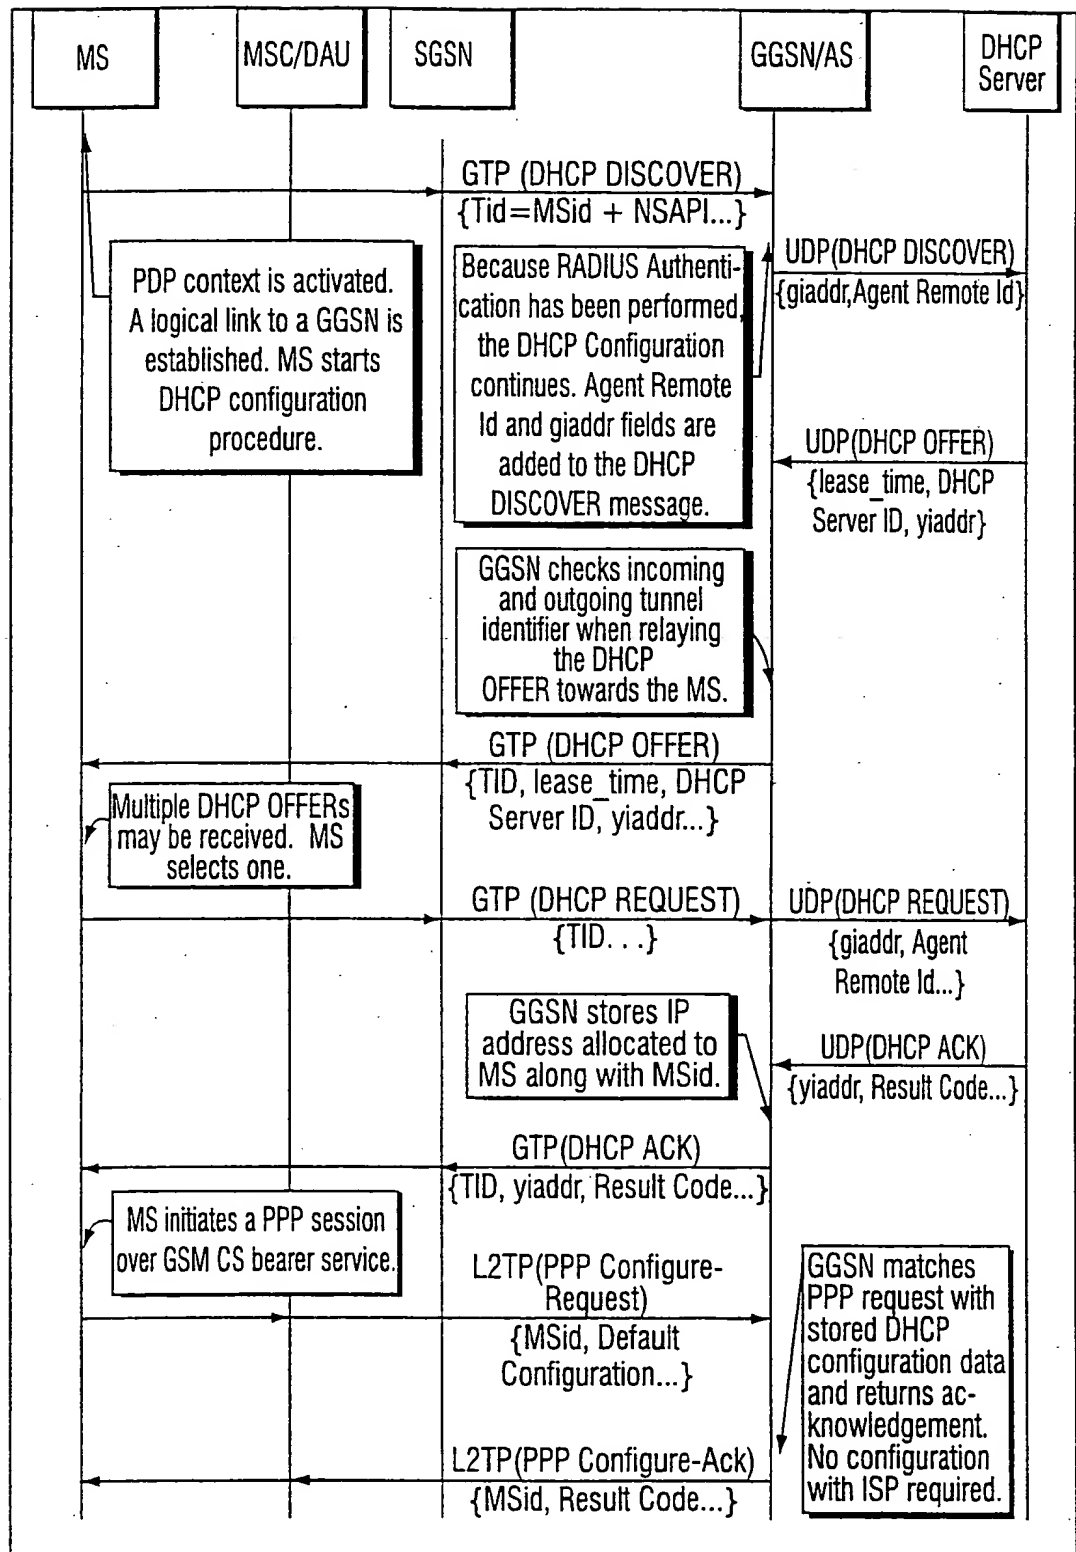 MS
MSC/DAU
SGSN
GGSN/AS
DHCP
Server
GTP (DHCP DISCOVER)
{Tid=MSid + NSAPI...}
PDP context is activated.
A logical link to a GGSN is
established. MS starts
DHCP configuration
procedure.
Because RADIUS Authenti-
cation has been performed,
the DHCP Configuration
continues. Agent Remote
Id and giaddr fields are
added to the DHCP
DISCOVER message.
UDP(DHCP DISCOVER)
{giaddr,Agent Remote Id}
UDP(DHCP OFFER)
{lease_time, DHCP
Server ID, yiaddr}
GGSN checks incoming
and outgoing tunnel
identifier when relaying
the DHCP
OFFER towards the MS.
GTP (DHCP OFFER)
{TID, lease_time, DHCP
Server ID, yiaddr...}
Multiple DHCP OFFERs
may be received. MS
selects one.
GTP (DHCP REQUEST)
{TID. . .}
UDP(DHCP REQUEST)
{giaddr, Agent
Remote Id...}
GGSN stores IP
address allocated to
MS along with MSid.
UDP(DHCP ACK)
{yiaddr, Result Code...}
GTP(DHCP ACK)
{TID, yiaddr, Result Code...}
MS initiates a PPP session
over GSM CS bearer service.
L2TP(PPP Configure-
Request)
{MSid, Default
Configuration...}
GGSN matches
PPP request with
stored DHCP
configuration data
and returns ac-
knowledgement.
No configuration
with ISP required.
L2TP(PPP Configure-Ack)
{MSid, Result Code...}